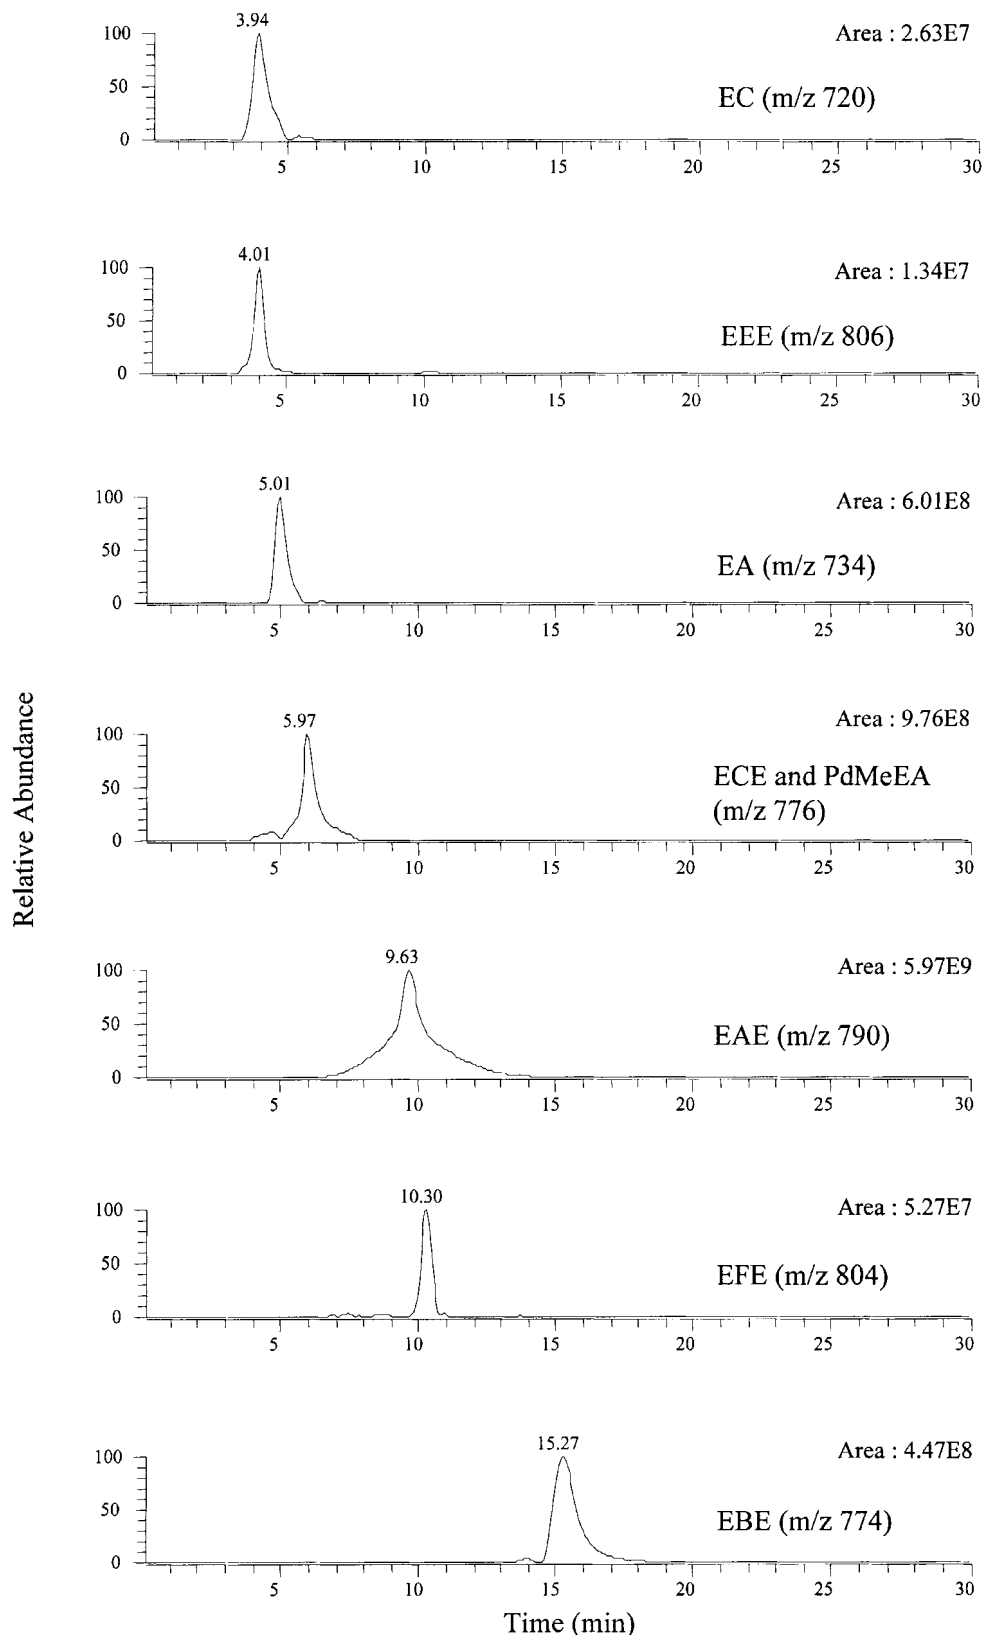 3.94
Area : 2.63E7
100
50
0
EC (m/z 720)
5 10 15 20 25 30
4.01
Area : 1.34E7
100
50
0
EEE (m/z 806)
5 10 15 20 25 30
5.01
Area : 6.01E8
100
50
0
EA (m/z 734)
5 10 15 20 25 30
Relative Abundance
5.97
Area : 9.76E8
100
50
0
ECE and PdMeEA
(m/z 776)
5 10 15 20 25 30
9.63
Area : 5.97E9
100
50
0
EAE (m/z 790)
5 10 15 20 25 30
10.30
Area : 5.27E7
100
50
0
EFE (m/z 804)
5 10 15 20 25 30
15.27
Area : 4.47E8
100
50
0
EBE (m/z 774)
5 10 15 20 25 30
Time (min)